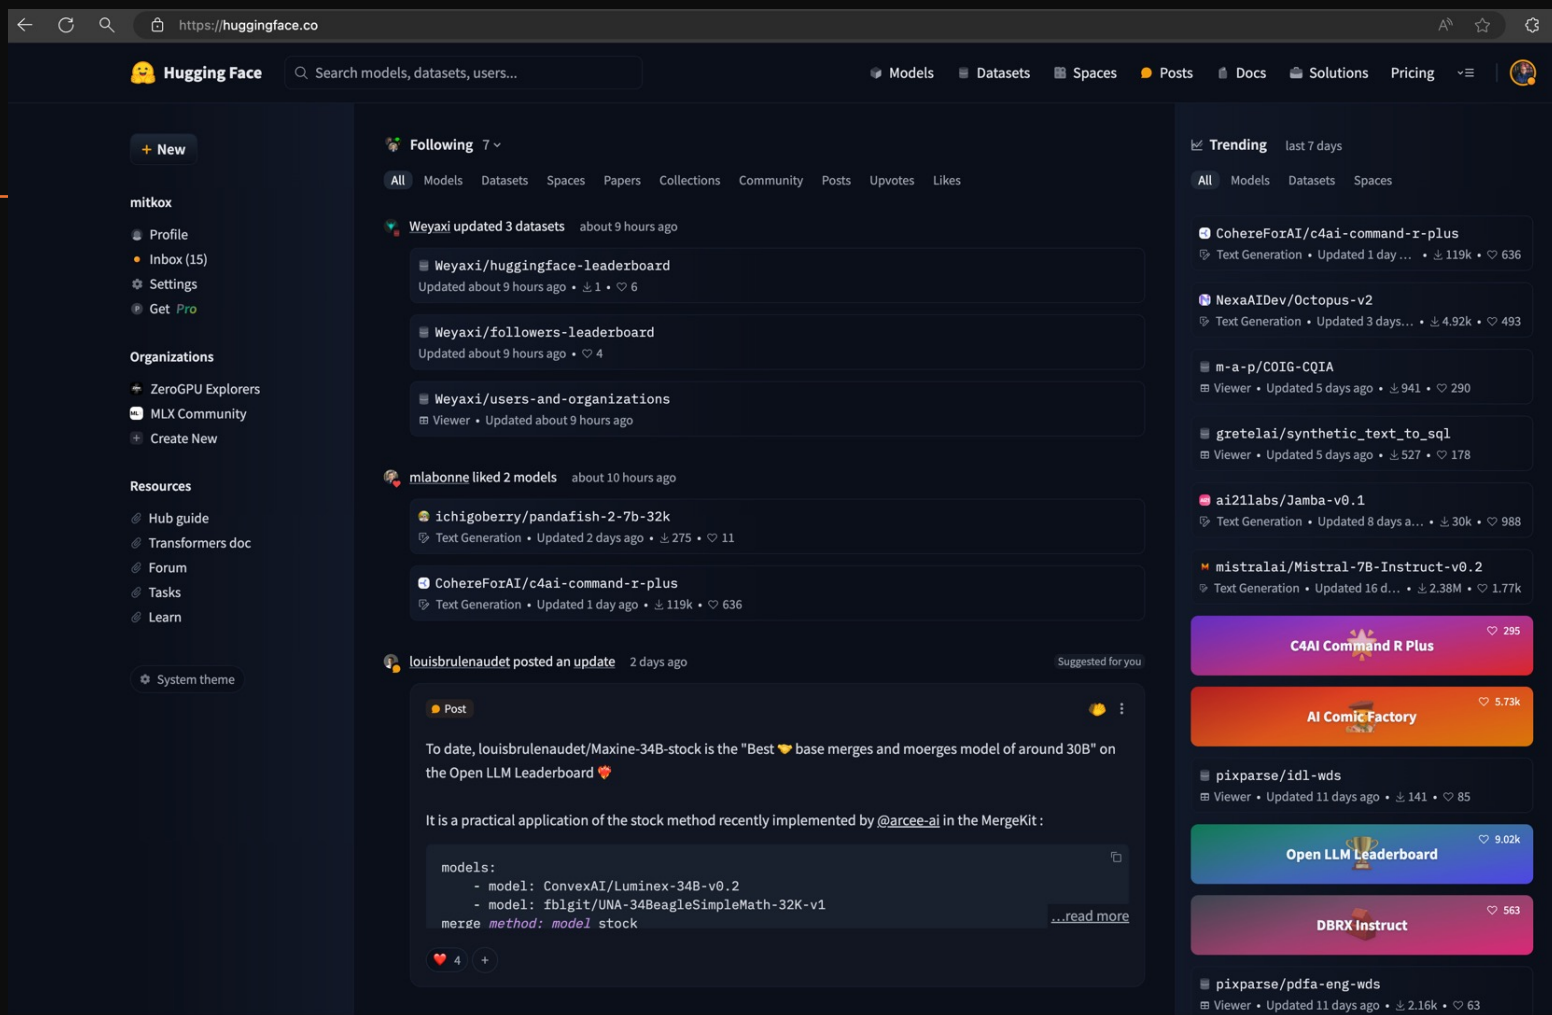 https://huggingface.co
Hugging Face
Search models, datasets, users...
Models
Datasets
Spaces
Posts
Docs
Solutions
Pricing
+ New
mitkox
Profile
Inbox (15)
Settings
Get Pro
Organizations
ZeroGPU Explorers
MLX Community
Create New
Resources
Hub guide
Transformers doc
Forum
Tasks
Learn
System theme
Following 7
All Models Datasets Spaces Papers Collections Community Posts Upvotes Likes
Weyaxi updated 3 datasets about 9 hours ago
Weyaxi/huggingface-leaderboard
Updated about 9 hours ago • 1 • 6
Weyaxi/followers-leaderboard
Updated about 9 hours ago • 4
Weyaxi/users-and-organizations
Viewer • Updated about 9 hours ago
mlabonne liked 2 models about 10 hours ago
ichigoberry/pandafish-2-7b-32k
Text Generation • Updated 2 days ago • 275 • 11
CohereForAI/c4ai-command-r-plus
Text Generation • Updated 1 day ago • 119k • 636
louisbrulenaudet posted an update 2 days ago Suggested for you
Post
To date, louisbrulenaudet/Maxine-34B-stock is the "Best 🤝 base merges and moerges model of around 30B" on
the Open LLM Leaderboard ❤️‍🔥
It is a practical application of the stock method recently implemented by @arcee-ai in the MergeKit :
models:
- model: ConvexAI/Luminex-34B-v0.2
- model: fblgit/UNA-34BeagleSimpleMath-32K-v1
merge method: model stock
...read more
❤️ 4 +
Trending last 7 days
All Models Datasets Spaces
CohereForAI/c4ai-command-r-plus
Text Generation • Updated 1 day ... • 119k • 636
NexaAIDev/Octopus-v2
Text Generation • Updated 3 days... • 4.92k • 493
m-a-p/COIG-CQIA
Viewer • Updated 5 days ago • 941 • 290
gretelai/synthetic_text_to_sql
Viewer • Updated 5 days ago • 527 • 178
ai21labs/Jamba-v0.1
Text Generation • Updated 8 days a... • 30k • 988
mistralai/Mistral-7B-Instruct-v0.2
Text Generation • Updated 16 d... • 2.38M • 1.77k
295
C4AI Command R Plus
5.73k
AI Comic Factory
pixparse/idl-wds
Viewer • Updated 11 days ago • 141 • 85
9.02k
Open LLM Leaderboard
563
DBRX Instruct
pixparse/pdfa-eng-wds
Viewer • Updated 11 days ago • 2.16k • 63